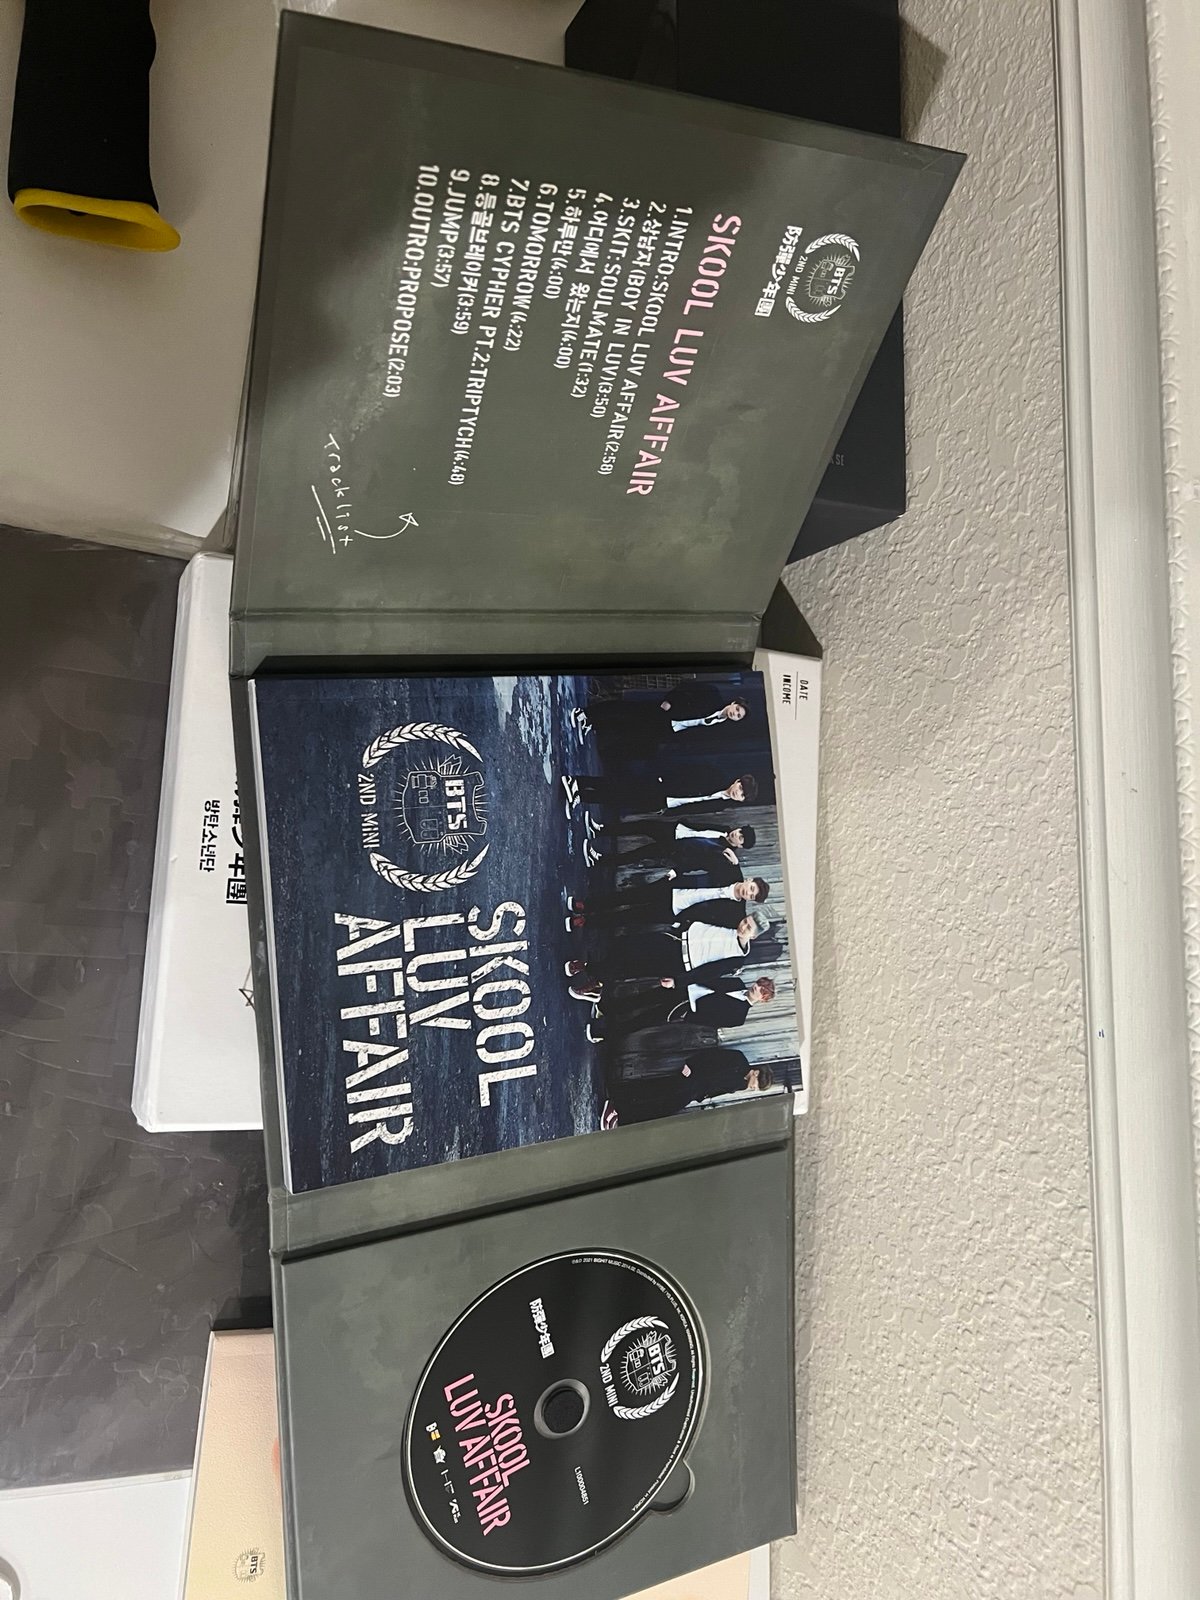 BTS
2ND MINI
防彈少年團
SKOOL LUV AFFAIR
1.INTRO:SKOOL LUV AFFAIR(2:58)
2.상남자(BOY IN LUV)(3:50)
3.SKIT:SOULMATE(1:32)
4.어디에서 왔는지(4:00)
5.하루만(4:00)
6.TOMORROW(4:22)
7.BTS CYPHER PT.2:TRIPTYCH(4:48)
8.등골브레이커(3:59)
9.JUMP(3:57)
10.OUTRO:PROPOSE(2:03)
Tracklist
DATE
INCOME
BTS
2ND MINI
SKOOL
LUV
AFFAIR
少年團
방탄소년단
BTS
2ND MINI
防彈少年團
L100004851
SKOOL
LUV AFFAIR
BTS